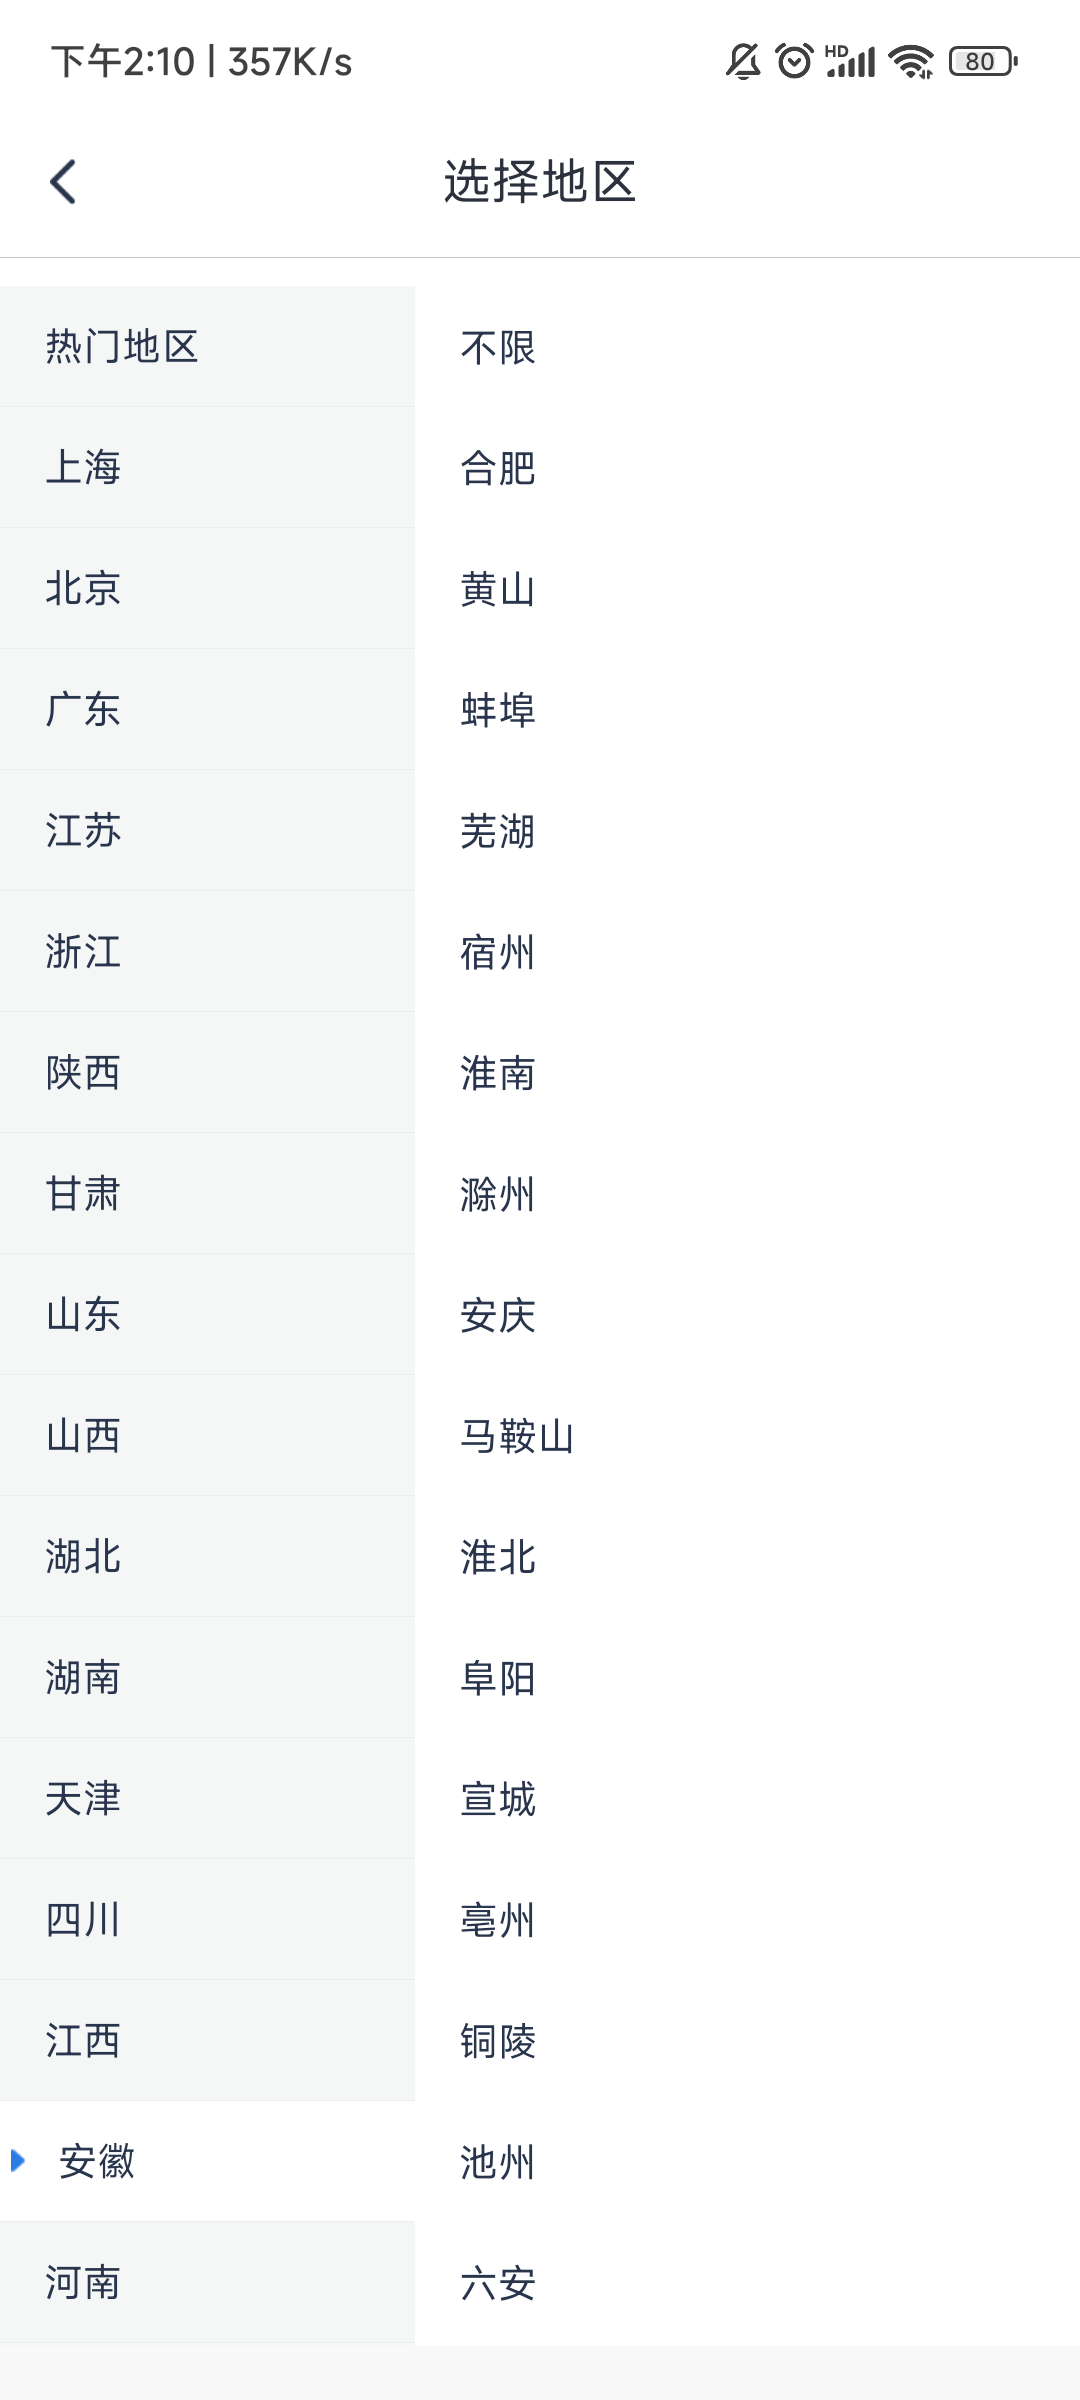 下午2:10 | 357K/s
HD
80
选择地区
热门地区
不限
上海
合肥
北京
黄山
广东
蚌埠
江苏
芜湖
浙江
宿州
陕西
淮南
甘肃
滁州
山东
安庆
山西
马鞍山
湖北
淮北
湖南
阜阳
天津
宣城
四川
亳州
江西
铜陵
安徽
池州
河南
六安